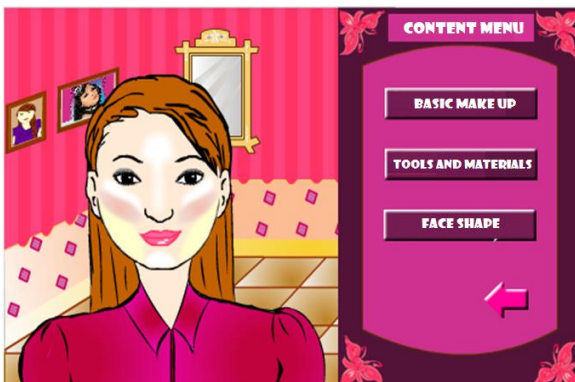 CONTENT MENU
BASIC MAKE UP
TOOLS AND MATERIALS
FACE SHAPE